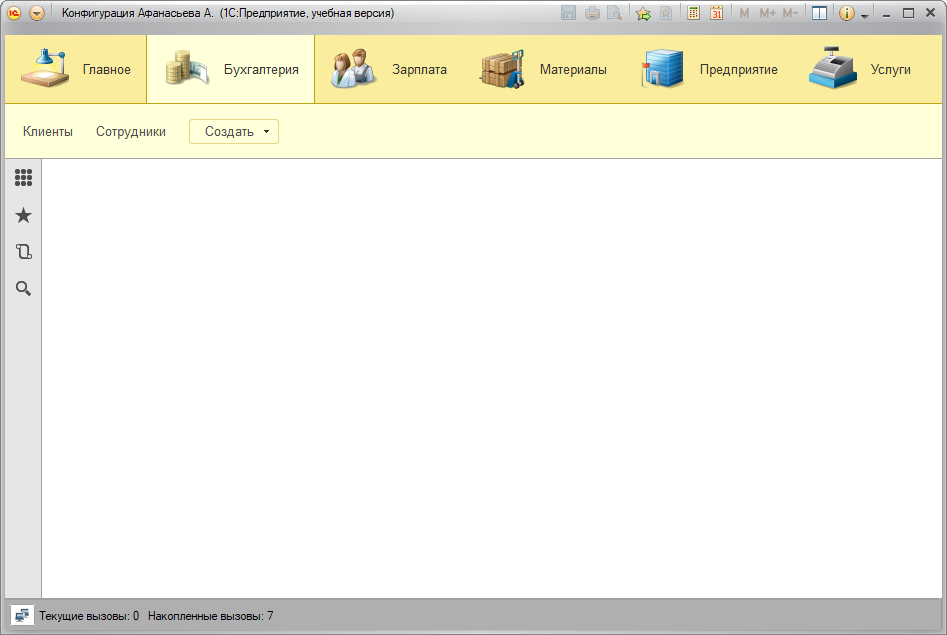 Конфигурация Афанасьева А. (1С:Предприятие, учебная версия) 31 M M+ M-
Главное Бухгалтерия Зарплата Материалы Предприятие Услуги
Клиенты Сотрудники Создать
Текущие вызовы: 0 Накопленные вызовы: 7